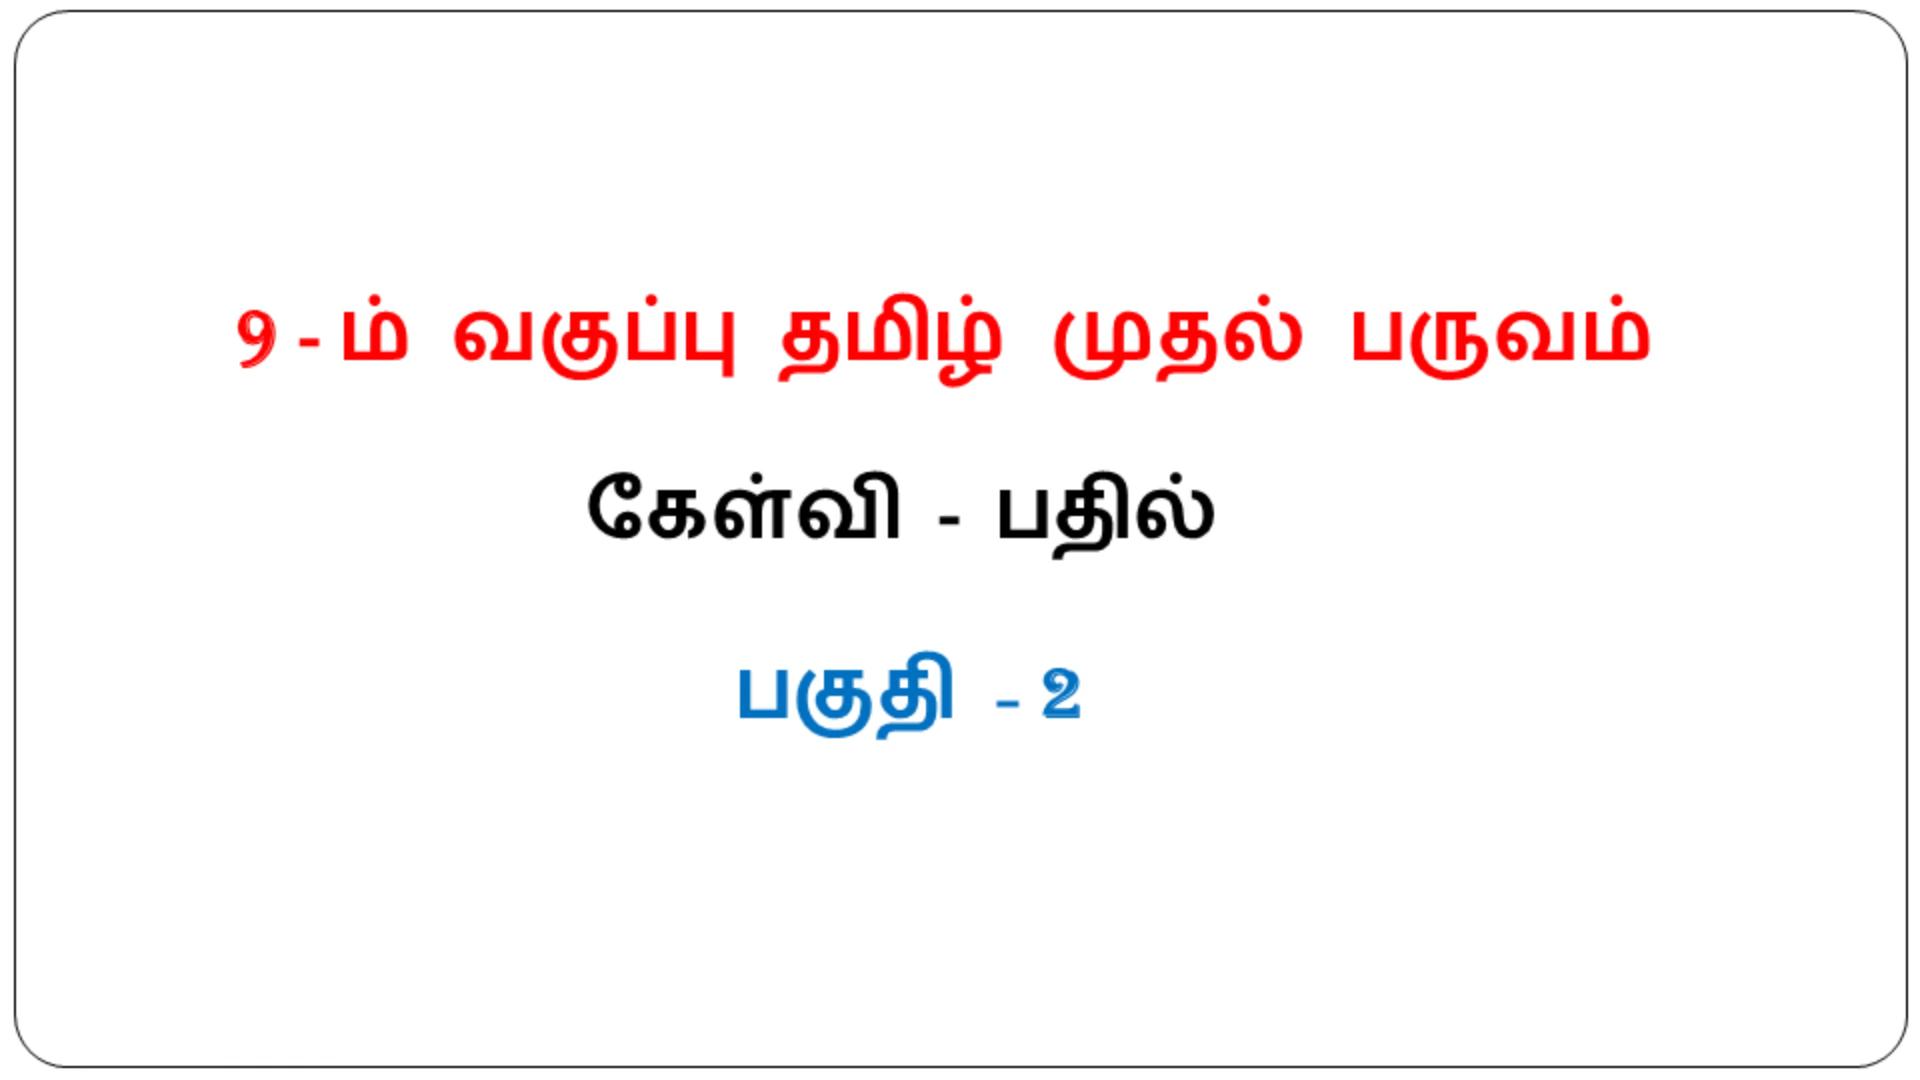 9 - ம் வகுப்பு தமிழ் முதல் பருவம்
கேள்வி - பதில்
பகுதி - 2